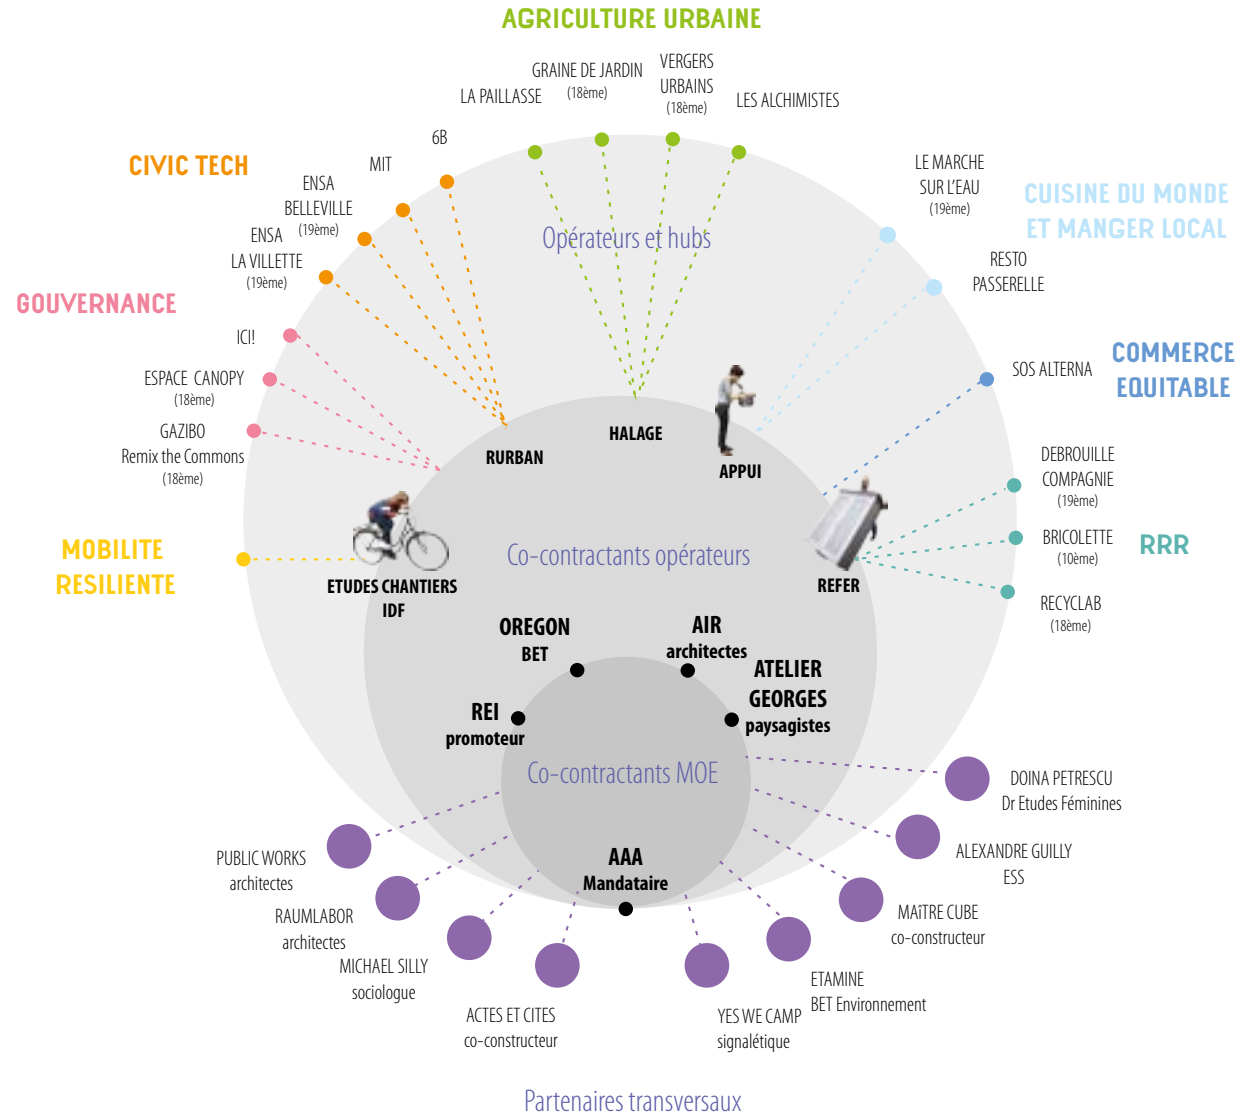 AGRICULTURE URBAINE
LA PAILLASSE
GRAINE DE JARDIN
(18ème)
VERGERS
URBAINS
(18ème)
LES ALCHIMISTES
CIVIC TECH
6B
MIT
ENSA
BELLEVILLE
(19ème)
ENSA
LA VILLETTE
(19ème)
LE MARCHE
SUR L'EAU
(19ème)
CUISINE DU MONDE
ET MANGER LOCAL
RESTO
PASSERELLE
Opérateurs et hubs
GOUVERNANCE
ICI!
ESPACE CANOPY
(18ème)
GAZIBO
Remix the Commons
(18ème)
SOS ALTERNA
COMMERCE
EQUITABLE
HALAGE
RURBAN
APPUI
DEBROUILLE
COMPAGNIE
(19ème)
BRICOLETTE
(10ème)
RRR
RECYCLAB
(18ème)
MOBILITE
RESILIENTE
Co-contractants opérateurs
ETUDES CHANTIERS
IDF
REFER
OREGON
BET
AIR
architectes
ATELIER
GEORGES
paysagistes
REI
promoteur
Co-contractants MOE
AAA
Mandataire
DOINA PETRESCU
Dr Etudes Féminines
ALEXANDRE GUILLY
ESS
MAîTRE CUBE
co-constructeur
ETAMINE
BET Environnement
YES WE CAMP
signalétique
PUBLIC WORKS
architectes
RAUMLABOR
architectes
MICHAEL SILLY
sociologue
ACTES ET CITES
co-constructeur
Partenaires transversaux